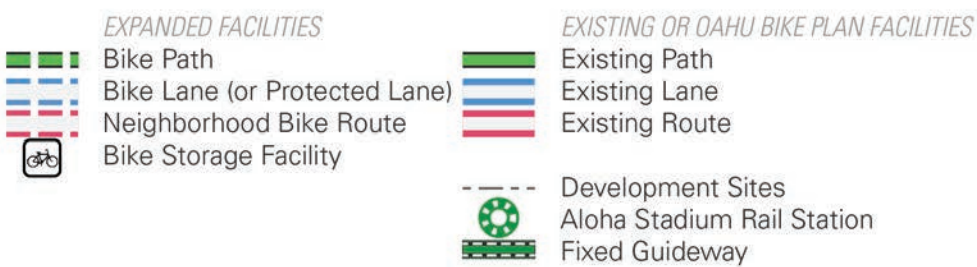 EXPANDED FACILITIES
Bike Path
Bike Lane (or Protected Lane)
Neighborhood Bike Route
Bike Storage Facility
EXISTING OR OAHU BIKE PLAN FACILITIES
Existing Path
Existing Lane
Existing Route
Development Sites
Aloha Stadium Rail Station
Fixed Guideway